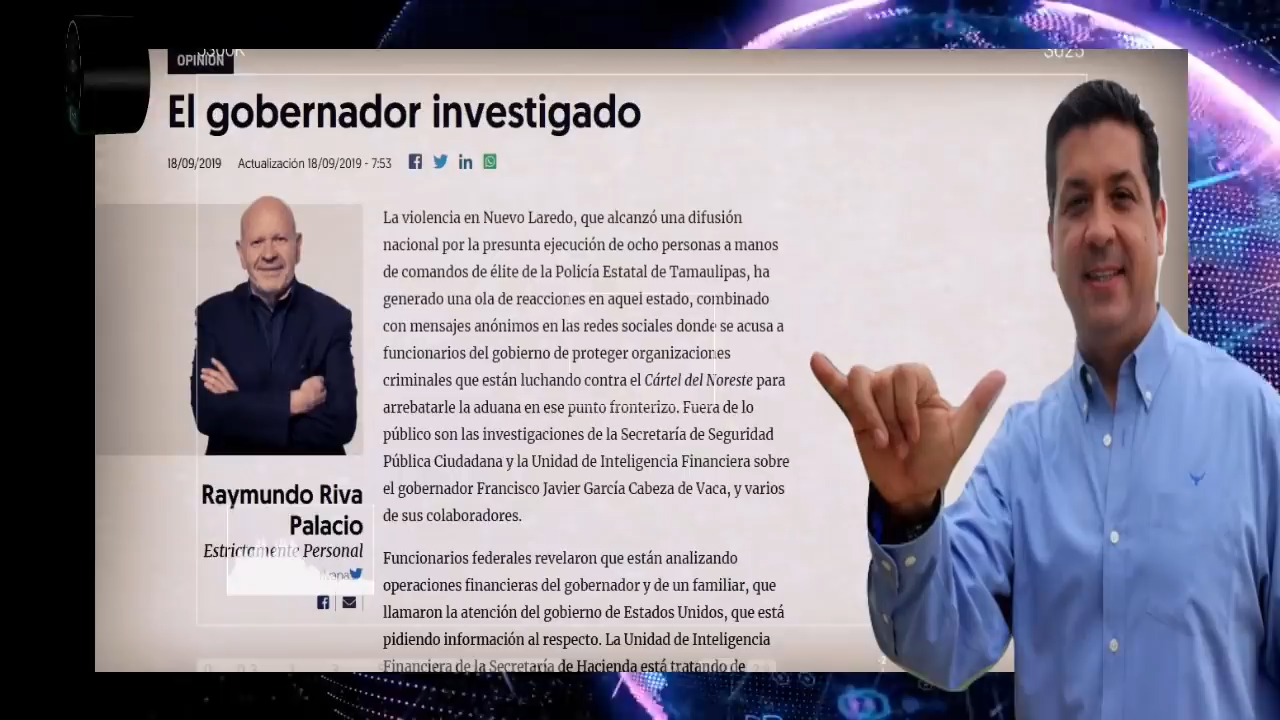 OPINIÓN
3025
El gobernador investigado
18/09/2019 Actualización 18/09/2019 - 7:53
La violencia en Nuevo Laredo, que alcanzó una difusión
nacional por la presunta ejecución de ocho personas a manos
de comandos de élite de la Policía Estatal de Tamaulipas, ha
generado una ola de reacciones en aquel estado, combinado
con mensajes anónimos en las redes sociales donde se acusa a
funcionarios del gobierno de proteger organizaciones
criminales que están luchando contra el Cártel del Noreste para
arrebatarle la aduana en ese punto fronterizo. Fuera de lo
público son las investigaciones de la Secretaría de Seguridad
Pública Ciudadana y la Unidad de Inteligencia Financiera sobre
el gobernador Francisco Javier García Cabeza de Vaca, y varios
de sus colaboradores.
Funcionarios federales revelaron que están analizando
operaciones financieras del gobernador y de un familiar, que
llamaron la atención del gobierno de Estados Unidos, que está
pidiendo información al respecto. La Unidad de Inteligencia
Financiera de la Secretaría de Hacienda está tratando de
Raymundo Riva
Palacio
Estrictamente Personal